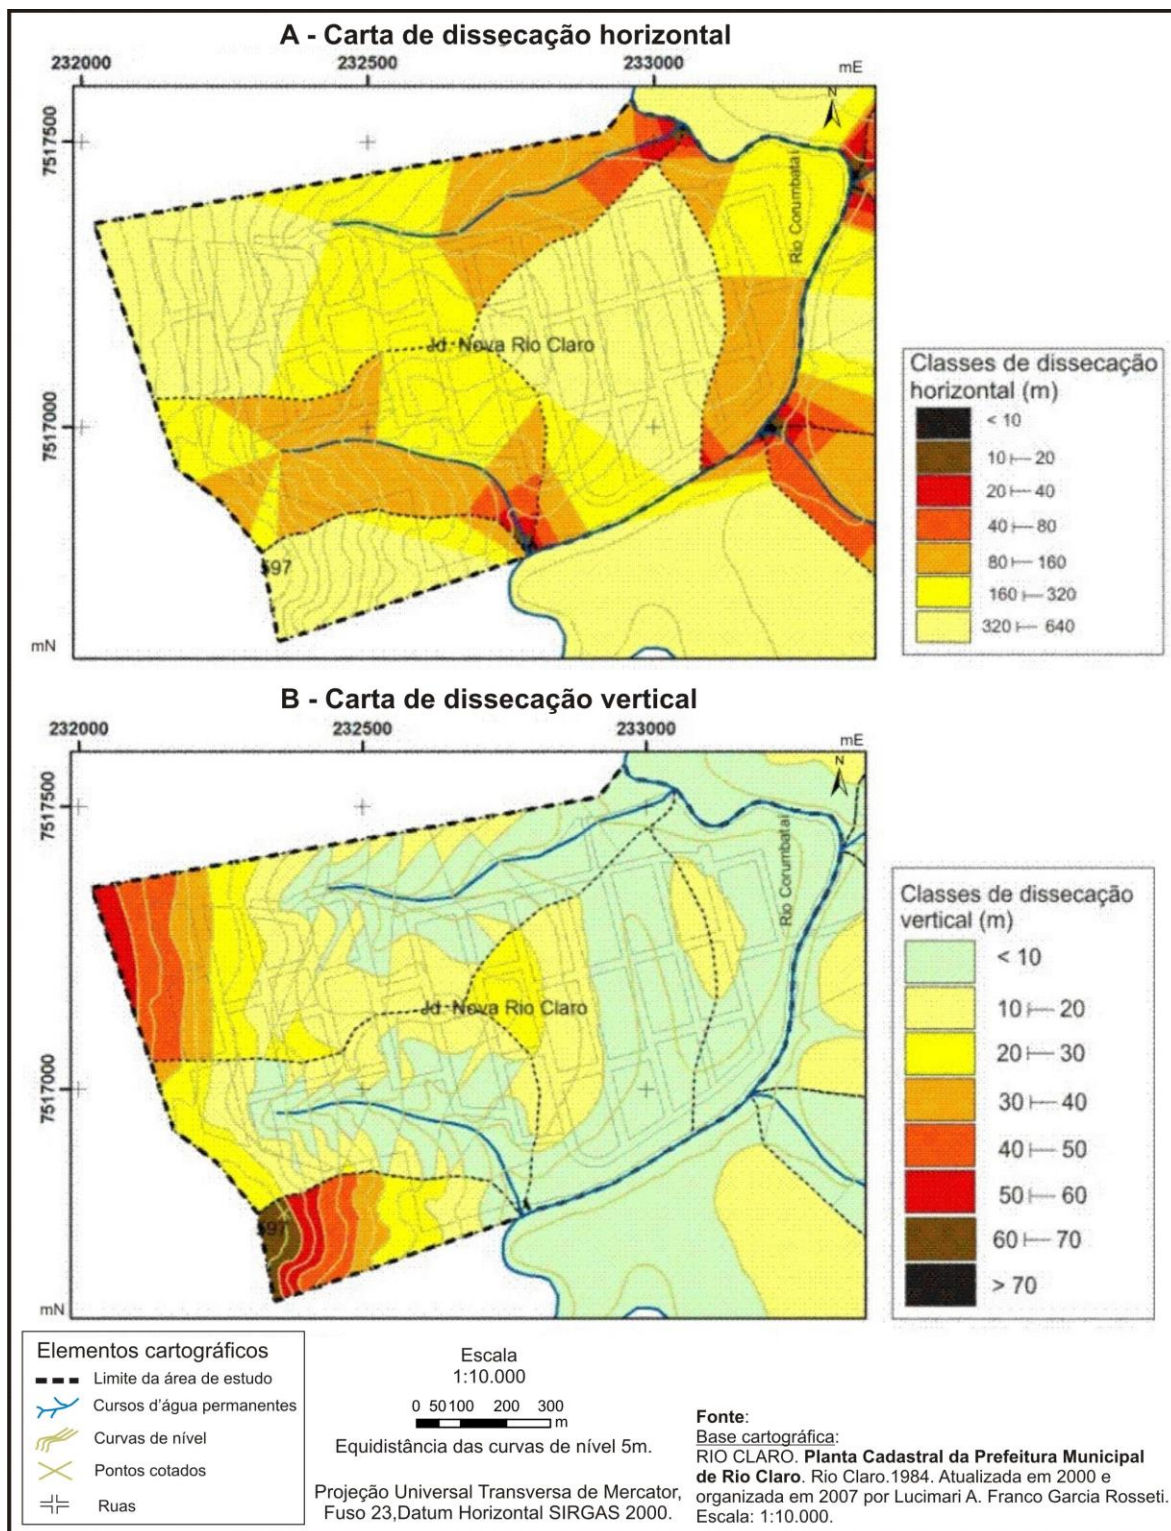 A - Carta de dissecação horizontal
232000
232500
233000
mE
N
7517500
Rio Corumbataí
Jd. Nova Rio Claro
7517000
597
mN
Classes de dissecação
horizontal (m)
< 10
10 ⊢ 20
20 ⊢ 40
40 ⊢ 80
80 ⊢ 160
160 ⊢ 320
320 ⊢ 640
B - Carta de dissecação vertical
232000
232500
233000
mE
N
7517500
Rio Corumbataí
Jd. Nova Rio Claro
7517000
597
mN
Classes de dissecação
vertical (m)
< 10
10 ⊢ 20
20 ⊢ 30
30 ⊢ 40
40 ⊢ 50
50 ⊢ 60
60 ⊢ 70
> 70
Elementos cartográficos
Limite da área de estudo
Cursos d'água permanentes
Curvas de nível
Pontos cotados
Ruas
Escala
1:10.000
0 50 100 200 300
m
Equidistância das curvas de nível 5m.
Projeção Universal Transversa de Mercator,
Fuso 23,Datum Horizontal SIRGAS 2000.
Fonte:
Base cartográfica:
RIO CLARO. Planta Cadastral da Prefeitura Municipal
de Rio Claro. Rio Claro.1984. Atualizada em 2000 e
organizada em 2007 por Lucimari A. Franco Garcia Rosseti.
Escala: 1:10.000.